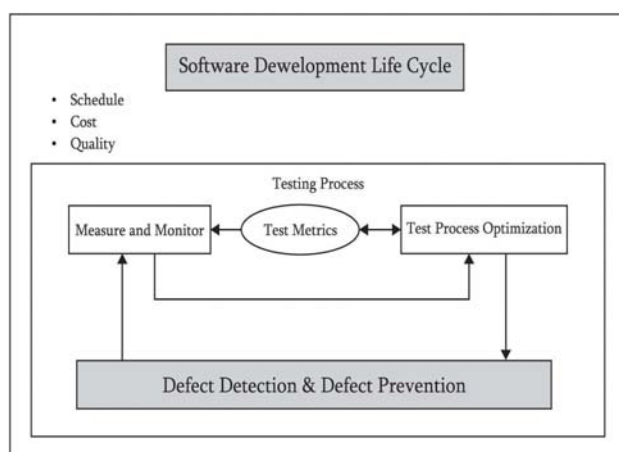 Software Dewelopment Life Cycle
• Schedule
• Cost
• Quality
Testing Process
Measure and Monitor
Test Metrics
Test Process Optimization
Defect Detection & Defect Prevention